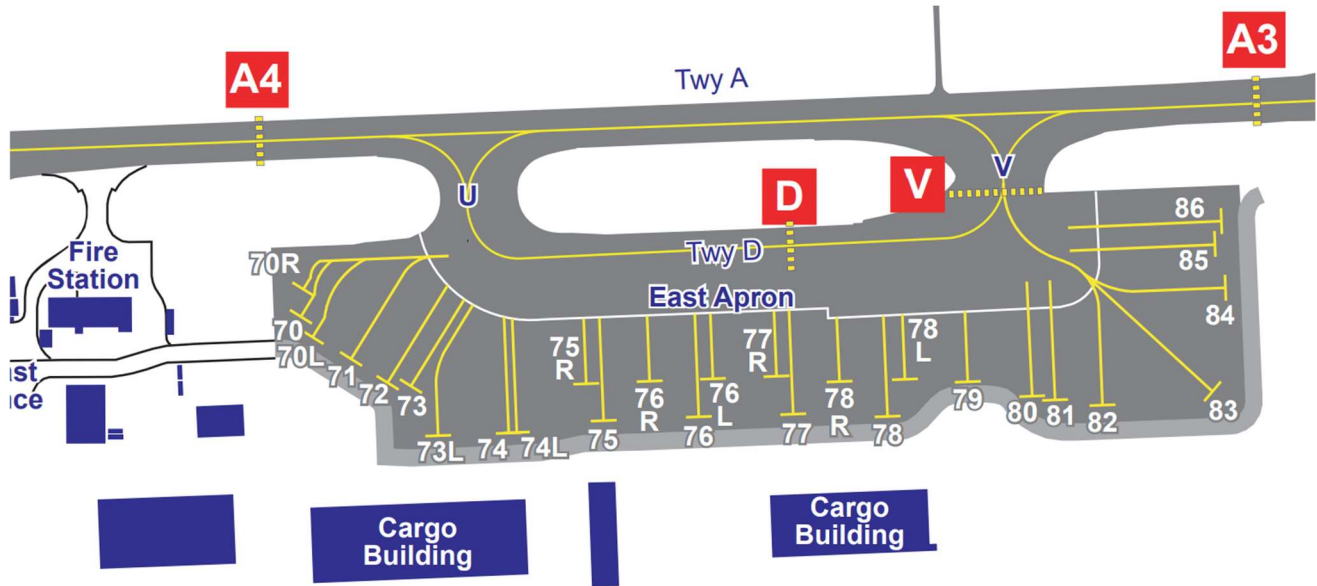 A3
A4
Twy A
V
V
U
D
86
Fire
Station
Twy D
85
70R
East Apron
84
70
70L
75
R
77
R
78
L
71
72
73
76
R
76
L
78
R
79
80
81
82
83
73L
74
74L
75
76
77
78
Cargo
Building
Cargo
Building